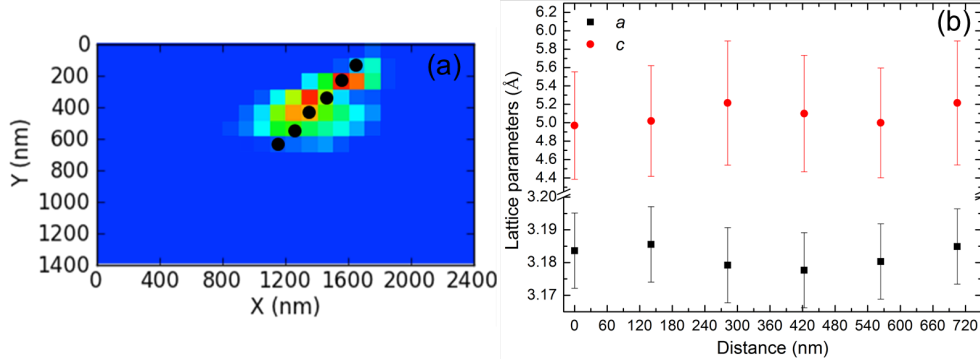 (a)
0
200
400
600
800
1000
1200
1400
Y (nm)
0 400 800 1200 1600 2000 2400
X (nm)
(b)
a
c
6.2
6.0
5.8
5.6
5.4
5.2
5.0
4.8
4.6
4.4
3.20
3.19
3.18
3.17
Lattice parameters (Å)
0 60 120 180 240 300 360 420 480 540 600 660 720
Distance (nm)